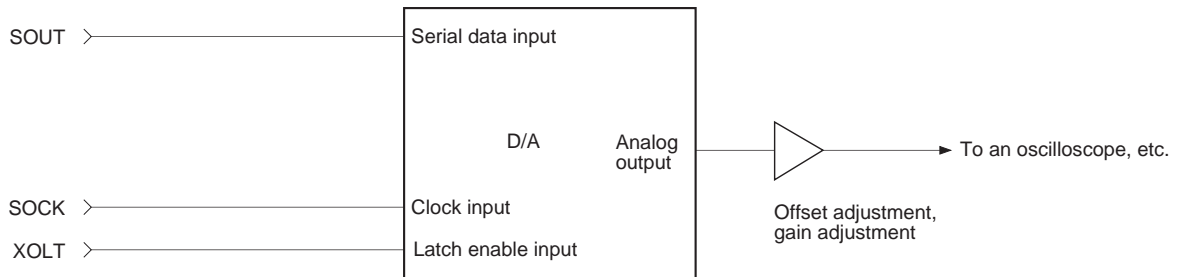 SOUT
Serial data input
D/A
Analog
output
To an oscilloscope, etc.
SOCK
Clock input
Offset adjustment,
gain adjustment
XOLT
Latch enable input